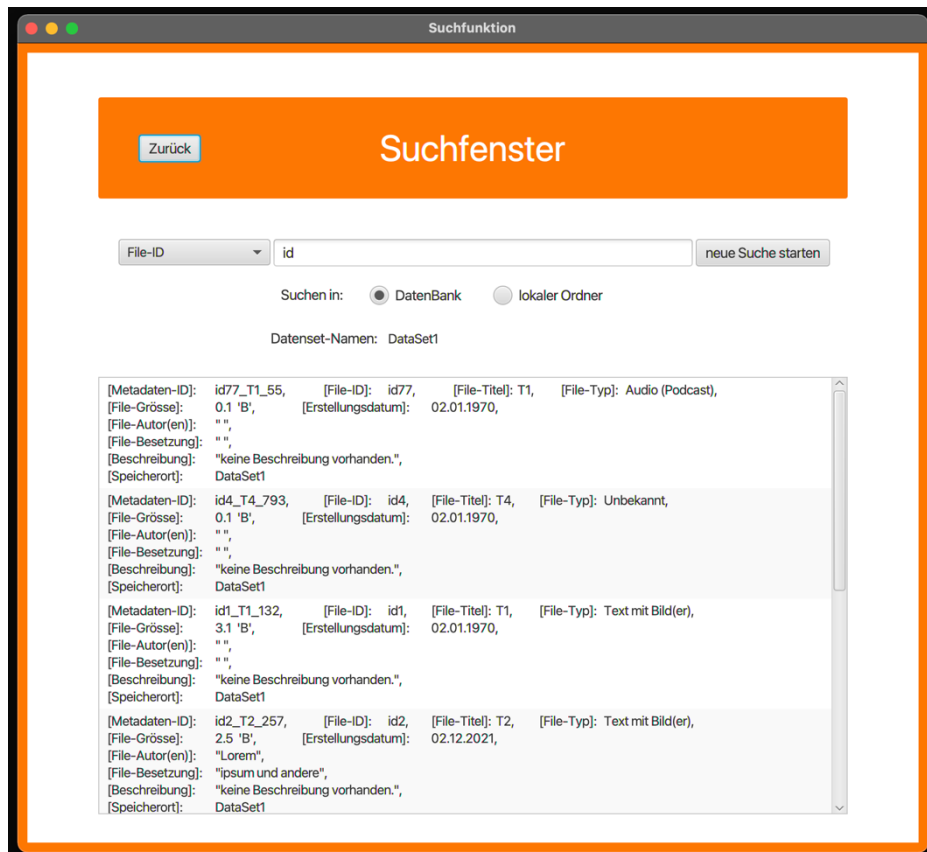 Suchfunktion
Zurück
Suchfenster
File-ID id neue Suche starten
Suchen in: DatenBank lokaler Ordner
Datenset-Namen: DataSet1
[Metadaten-ID]: id77_T1_55, [File-ID]: id77, [File-Titel]: T1, [File-Typ]: Audio (Podcast),
[File-Grösse]: 0.1 'B', [Erstellungsdatum]: 02.01.1970,
[File-Autor(en)]: " ",
[File-Besetzung]: " ",
[Beschreibung]: "keine Beschreibung vorhanden.",
[Speicherort]: DataSet1
[Metadaten-ID]: id4_T4_793, [File-ID]: id4, [File-Titel]: T4, [File-Typ]: Unbekannt,
[File-Grösse]: 0.1 'B', [Erstellungsdatum]: 02.01.1970,
[File-Autor(en)]: " ",
[File-Besetzung]: " ",
[Beschreibung]: "keine Beschreibung vorhanden.",
[Speicherort]: DataSet1
[Metadaten-ID]: id1_T1_132, [File-ID]: id1, [File-Titel]: T1, [File-Typ]: Text mit Bild(er),
[File-Grösse]: 3.1 'B', [Erstellungsdatum]: 02.01.1970,
[File-Autor(en)]: " ",
[File-Besetzung]: " ",
[Beschreibung]: "keine Beschreibung vorhanden.",
[Speicherort]: DataSet1
[Metadaten-ID]: id2_T2_257, [File-ID]: id2, [File-Titel]: T2, [File-Typ]: Text mit Bild(er),
[File-Grösse]: 2.5 'B', [Erstellungsdatum]: 02.12.2021,
[File-Autor(en)]: "Lorem",
[File-Besetzung]: "ipsum und andere",
[Beschreibung]: "keine Beschreibung vorhanden.",
[Speicherort]: DataSet1